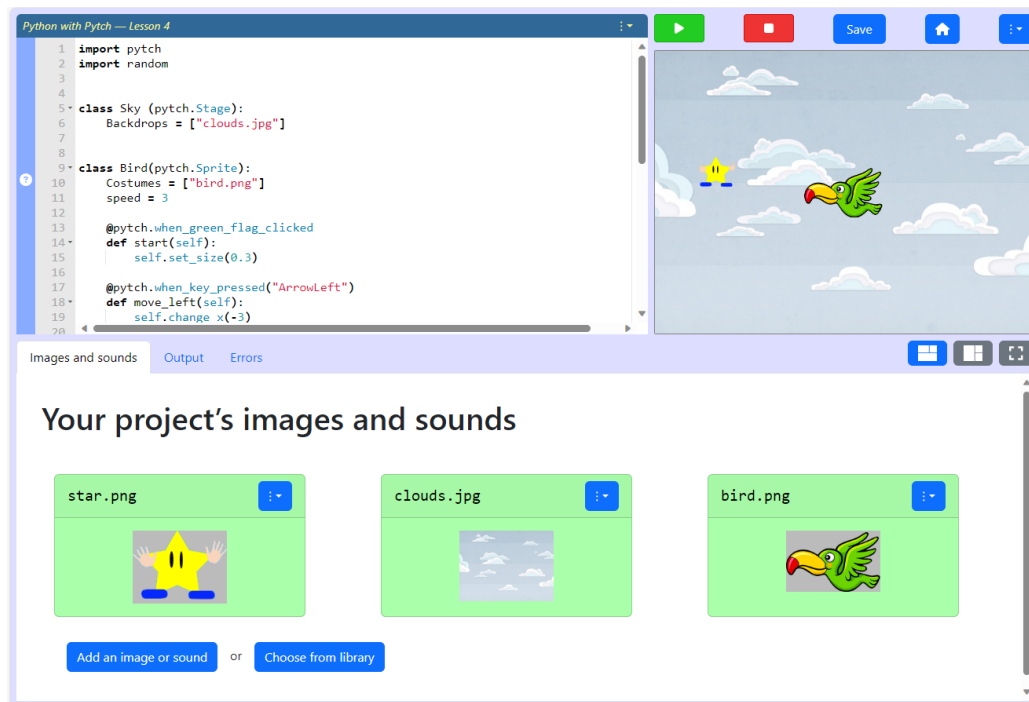 Python with Pytch — Lesson 4
Save
1 import pytch
2 import random
3
4
5 class Sky (pytch.Stage):
6 Backdrops = ["clouds.jpg"]
7
8
9 class Bird(pytch.Sprite):
10 Costumes = ["bird.png"]
11 speed = 3
12
13 @pytch.when_green_flag_clicked
14 def start(self):
15 self.set_size(0.3)
16
17 @pytch.when_key_pressed("ArrowLeft")
18 def move_left(self):
19 self.change_x(-3)
20
?
Images and sounds Output Errors
Your project's images and sounds
star.png clouds.jpg bird.png
Add an image or sound or Choose from library